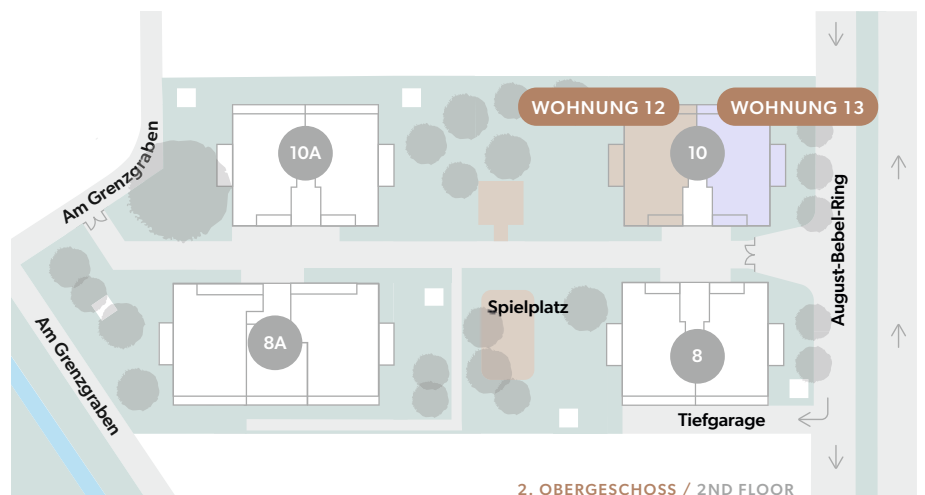 WOHNUNG 12
WOHNUNG 13
10A
10
Am Grenzgraben
August-Bebel-Ring
Spielplatz
Am Grenzgraben
8A
8
Tiefgarage
2. OBERGESCHOSS / 2ND FLOOR